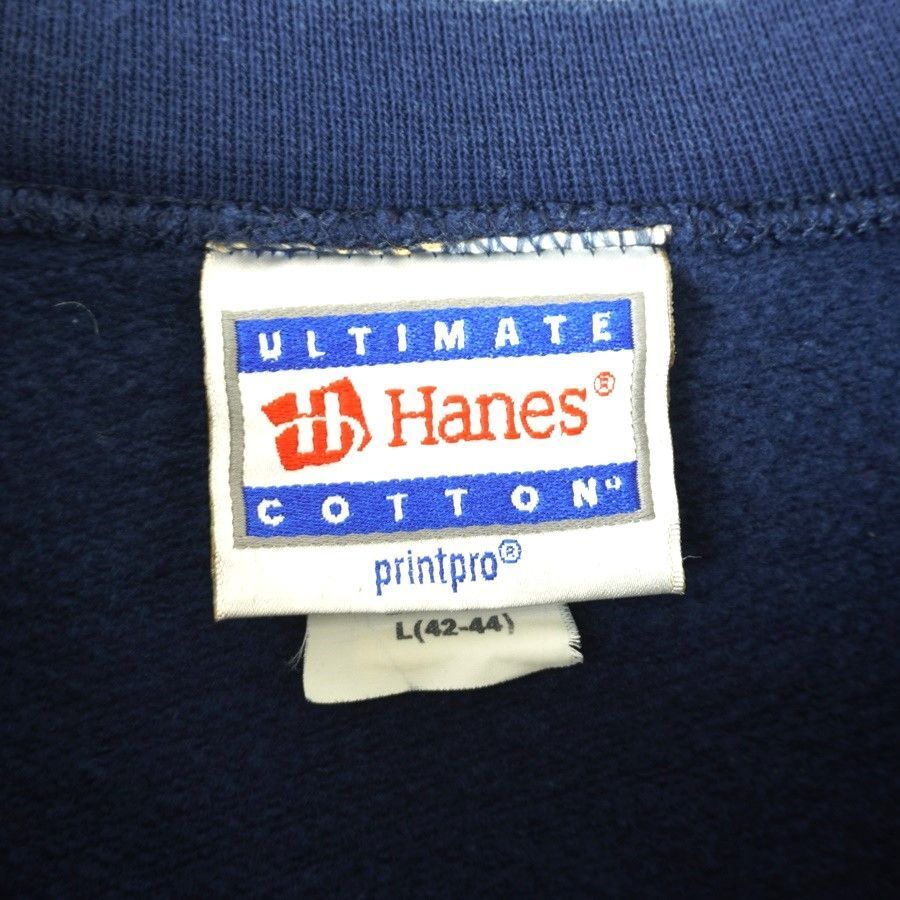 ULTIMATE
Hanes®
COTTON
printpro®
L(42-44)